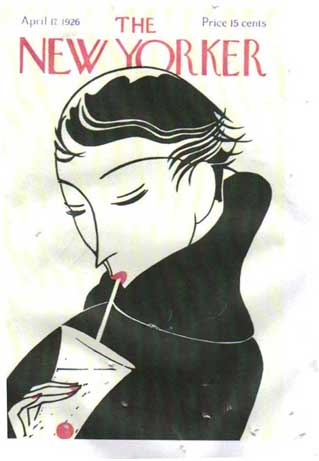 April 17, 1926 THE Price 15 cents
NEW YORKER